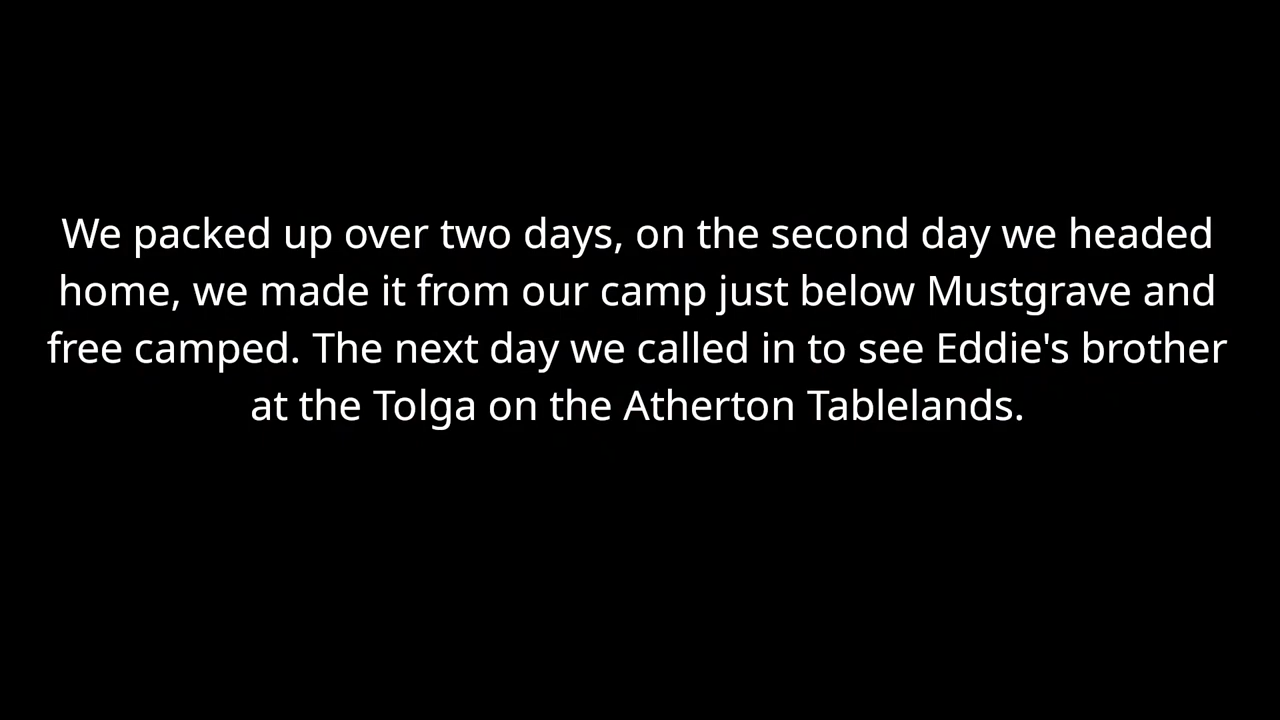 We packed up over two days, on the second day we headed
home, we made it from our camp just below Mustgrave and
free camped. The next day we called in to see Eddie's brother
at the Tolga on the Atherton Tablelands.